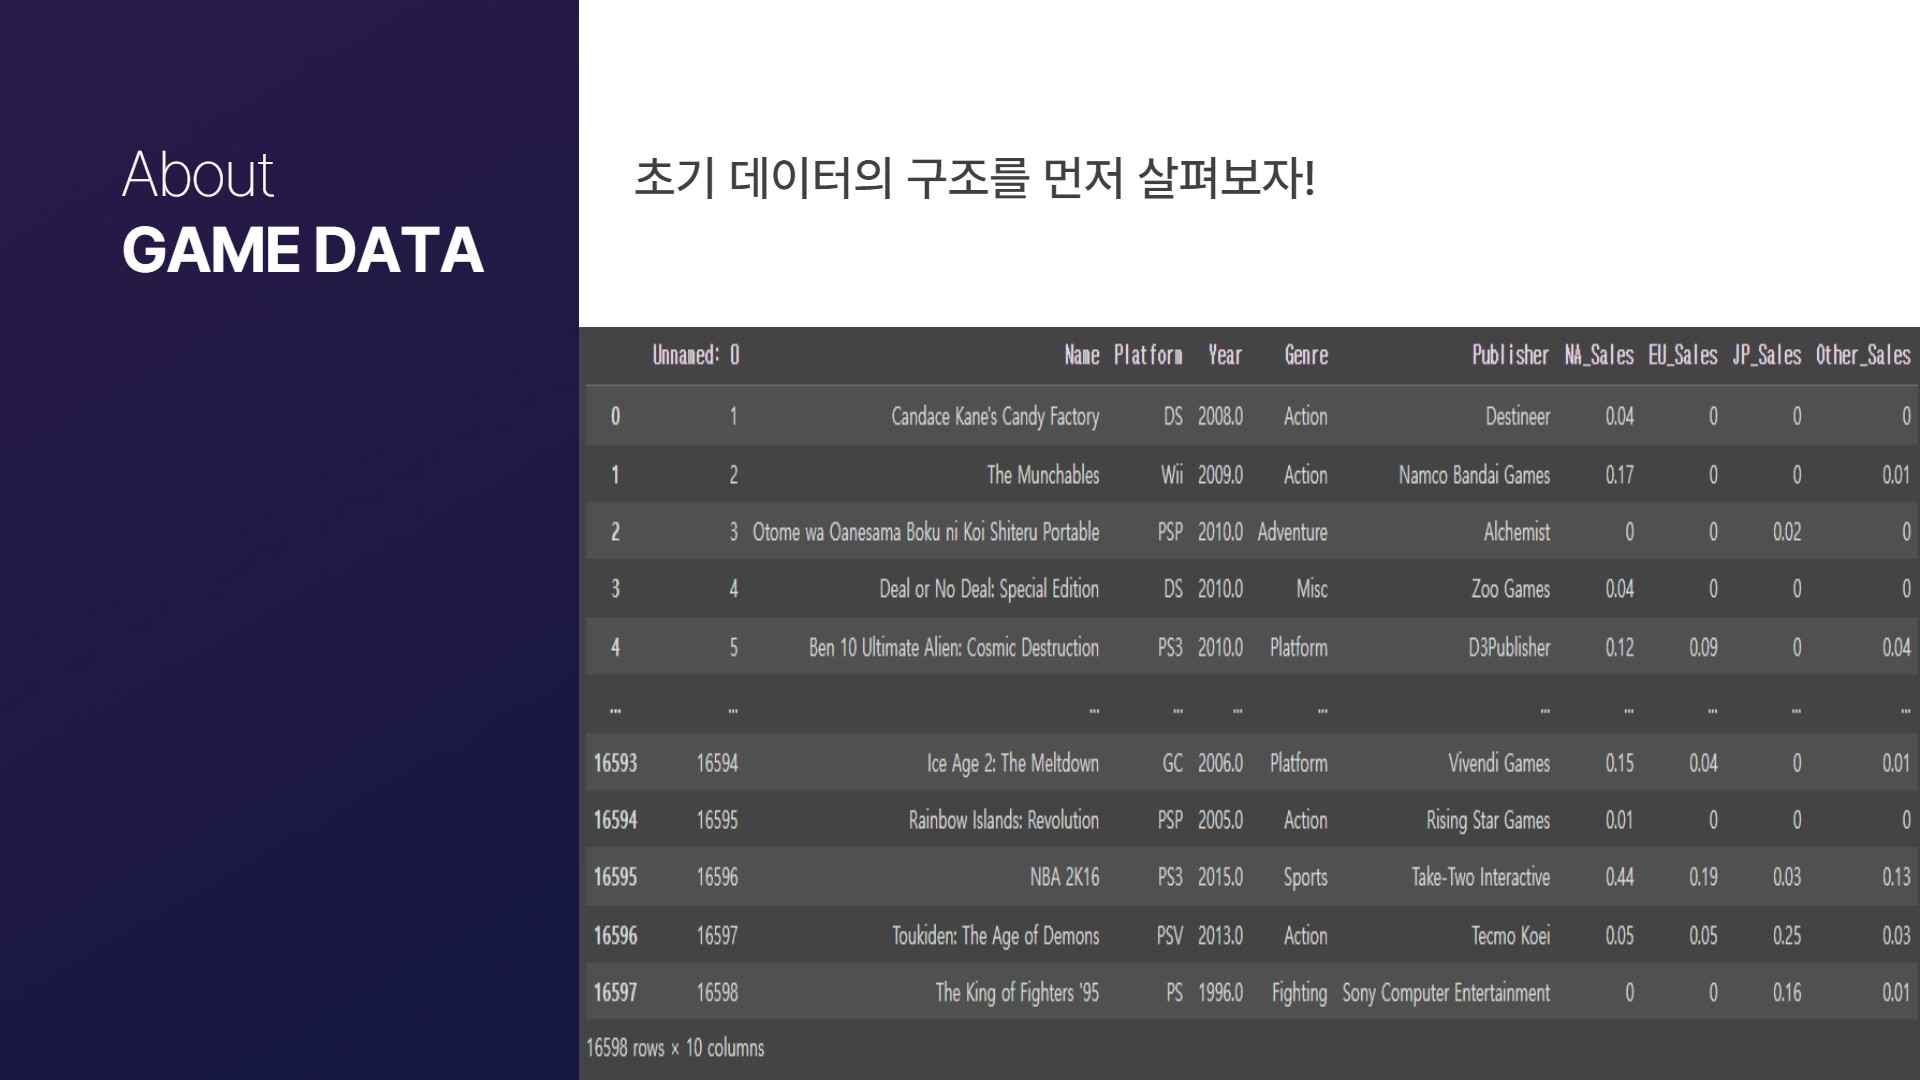 About
GAME DATA
초기 데이터의 구조를 먼저 살펴보자!
Unnamed: 0 Name Platform Year Genre Publisher NA_Sales EU_Sales JP_Sales Other_Sales
0 1 Candace Kane's Candy Factory DS 2008.0 Action Destineer 0.04 0 0 0
1 2 The Munchables Wii 2009.0 Action Namco Bandai Games 0.17 0 0 0.01
2 3 Otome wa Oanesama Boku ni Koi Shiteru Portable PSP 2010.0 Adventure Alchemist 0 0 0.02 0
3 4 Deal or No Deal: Special Edition DS 2010.0 Misc Zoo Games 0.04 0 0 0
4 5 Ben 10 Ultimate Alien: Cosmic Destruction PS3 2010.0 Platform D3Publisher 0.12 0.09 0 0.04
... ... ... ... ... ... ... ... ... ... ...
16593 16594 Ice Age 2: The Meltdown GC 2006.0 Platform Vivendi Games 0.15 0.04 0 0.01
16594 16595 Rainbow Islands: Revolution PSP 2005.0 Action Rising Star Games 0.01 0 0 0
16595 16596 NBA 2K16 PS3 2015.0 Sports Take-Two Interactive 0.44 0.19 0.03 0.13
16596 16597 Toukiden: The Age of Demons PSV 2013.0 Action Tecmo Koei 0.05 0.05 0.25 0.03
16597 16598 The King of Fighters '95 PS 1996.0 Fighting Sony Computer Entertainment 0 0 0.16 0.01
16598 rows × 10 columns